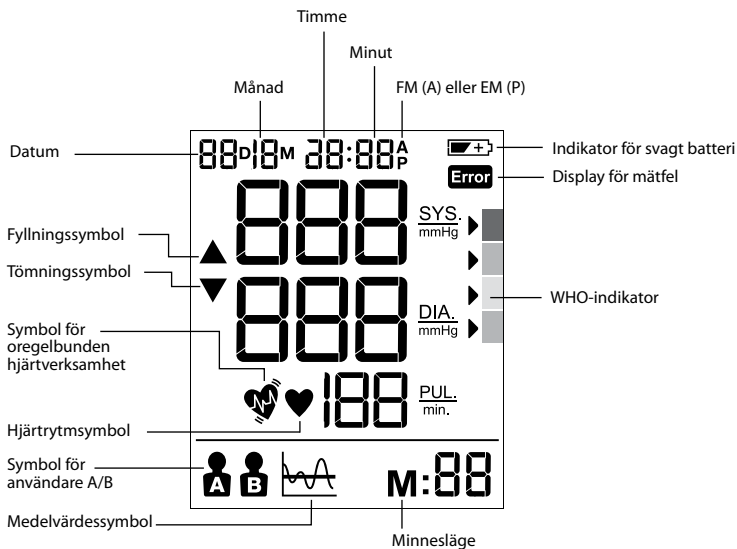 Timme
Minut
Månad
FM (A) eller EM (P)
Datum
88D18M 28:88 A
P
Indikator för svagt batteri
Error
Display för mätfel
888
SYS.
mmHg
Fyllningssymbol
Tömningssymbol
WHO-indikator
888
DIA.
mmHg
Symbol för
oregelbunden
hjärtverksamhet
188
PUL.
min.
Hjärtrytmsymbol
Symbol för
användare A/B
A
B
M:88
Medelvärdessymbol
Minnesläge